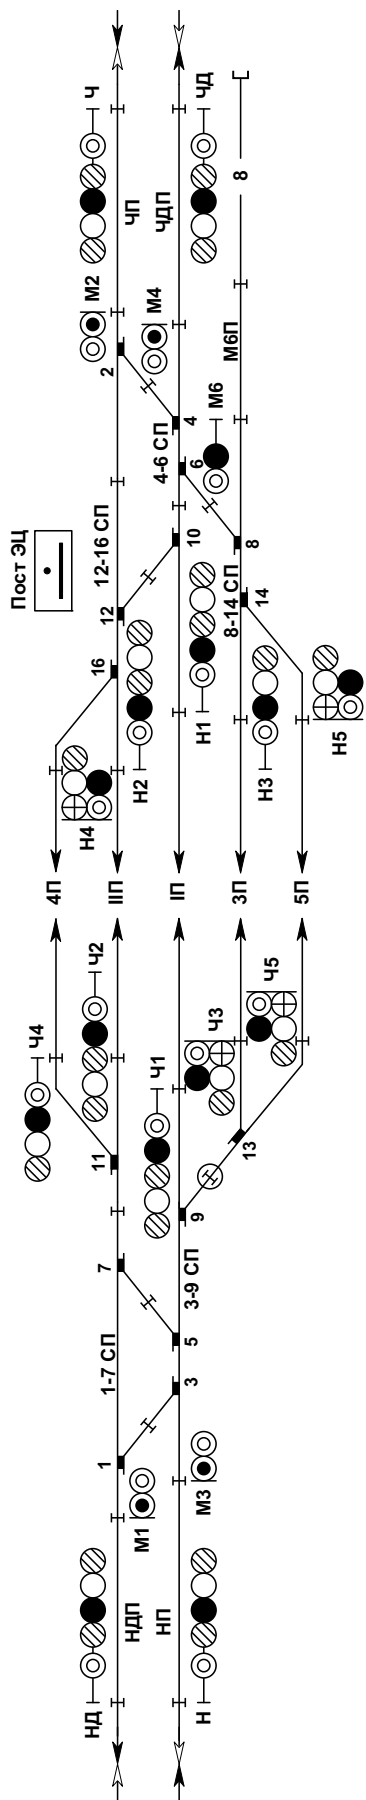 Пост ЭЦ
Ч4
4П
НД
Ч2
Н4
М2
Ч
1
1-7 СП
7
11
IIП
16
12
12-16 СП
2
НДП
М1
Н2
ЧП
НП
Ч1
4-6 СП
М4
ЧДП
IП
3
5
3-9 СП
9
10
6
4
Н
М3
Н1
ЧД
Ч3
М6
8-14 СП
М6П
8
3П
13
14
8
Ч5
Н3
5П
Н5